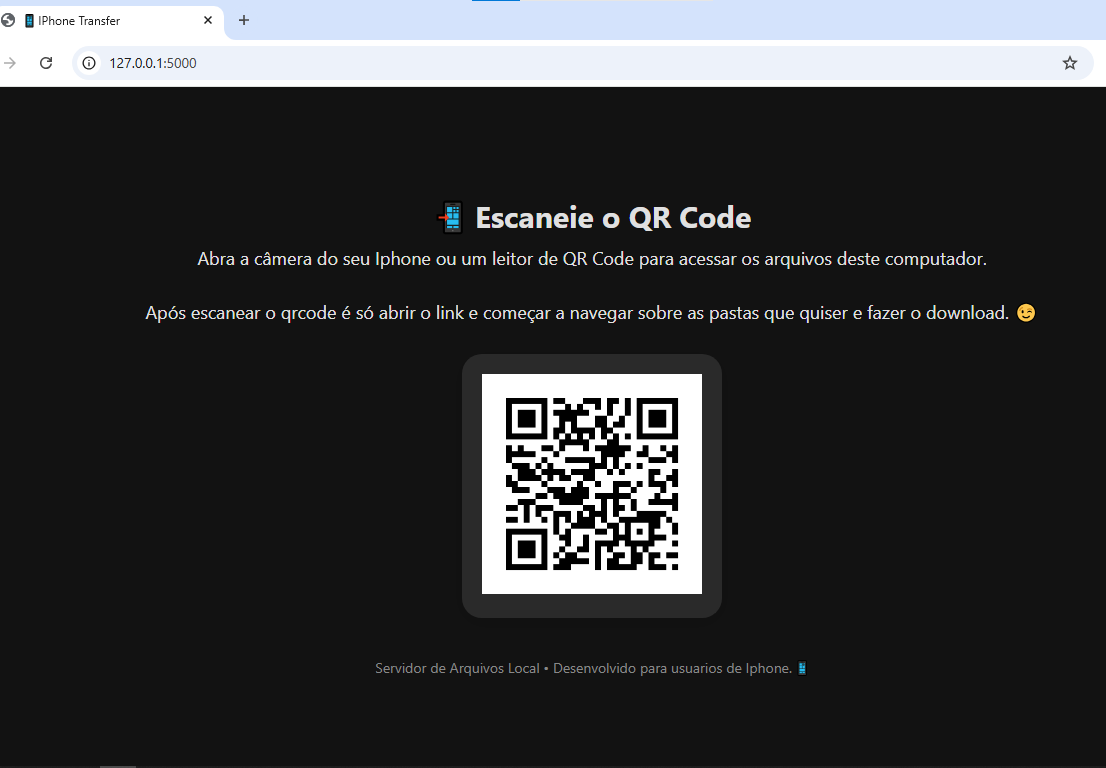 IPhone Transfer
127.0.0.1:5000
Escaneie o QR Code
Abra a câmera do seu Iphone ou um leitor de QR Code para acessar os arquivos deste computador.
Após escanear o qrcode é só abrir o link e começar a navegar sobre as pastas que quiser e fazer o download. 😉
Servidor de Arquivos Local • Desenvolvido para usuarios de Iphone.